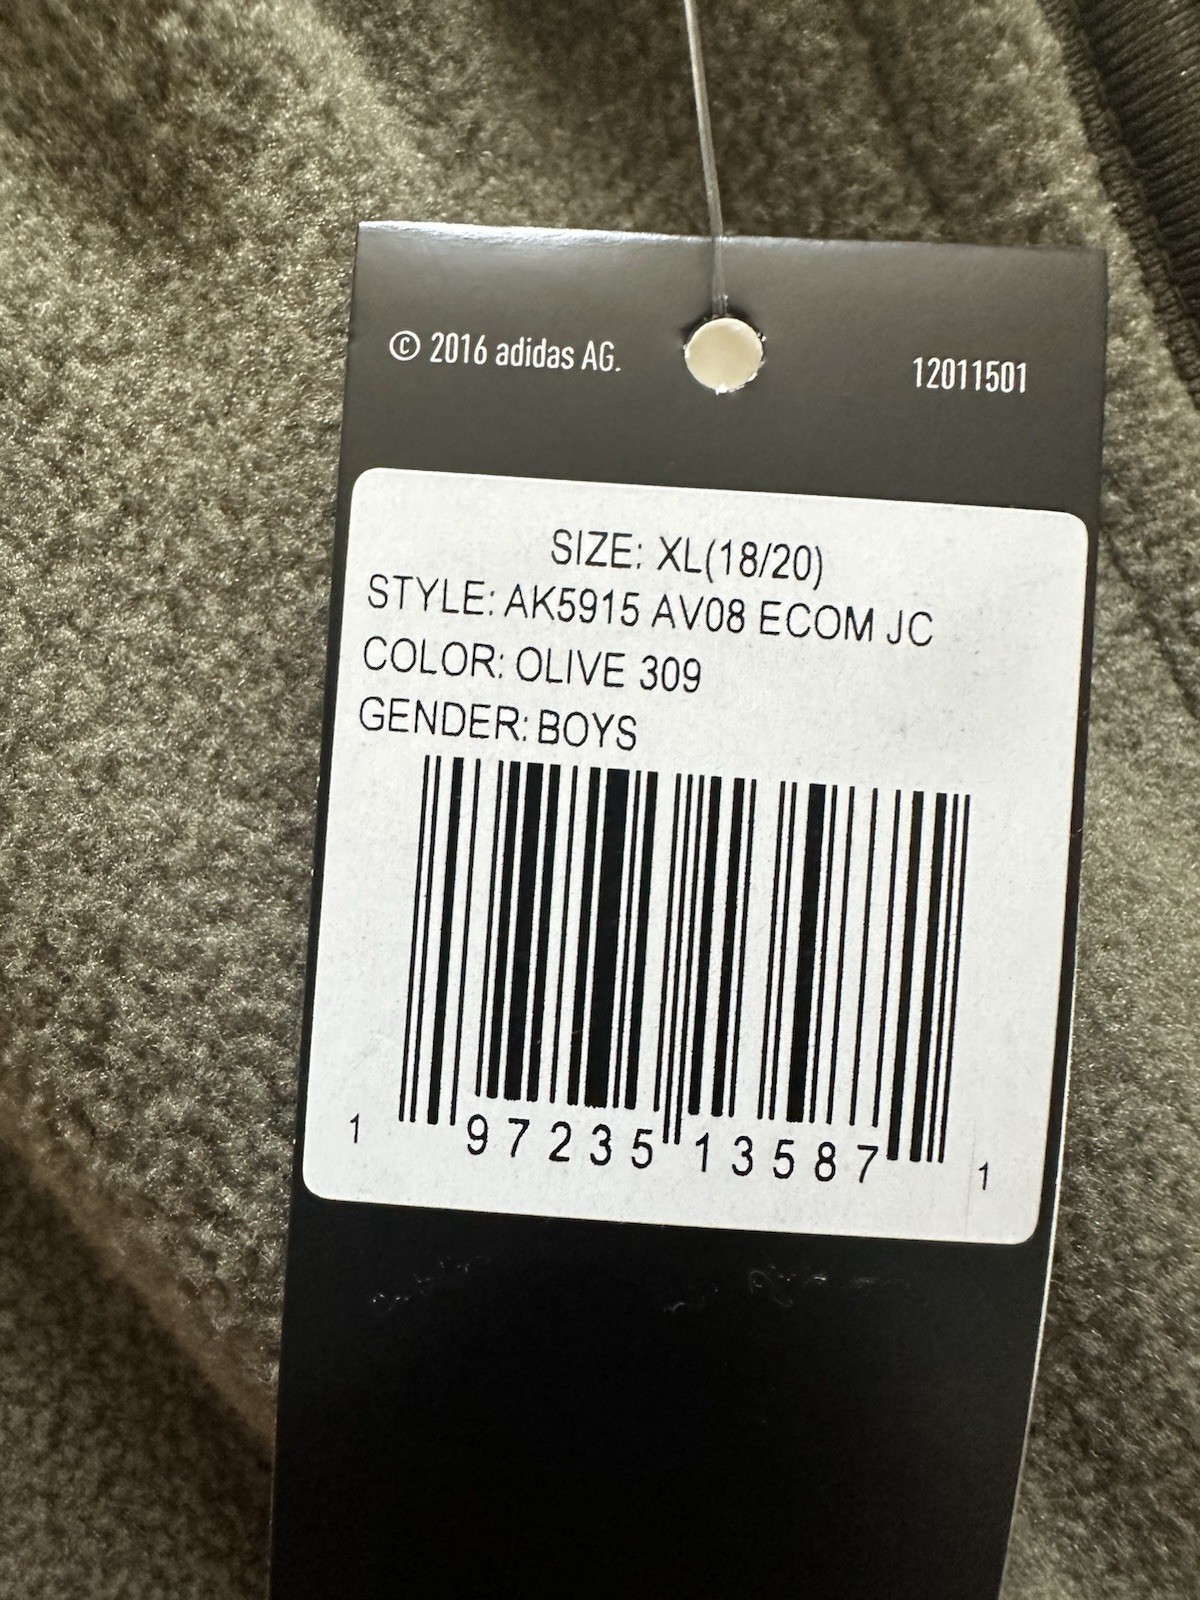 © 2016 adidas AG.
12011501
SIZE: XL(18/20)
STYLE: AK5915 AV08 ECOM JC
COLOR: OLIVE 309
GENDER: BOYS
1 97235 13587 1